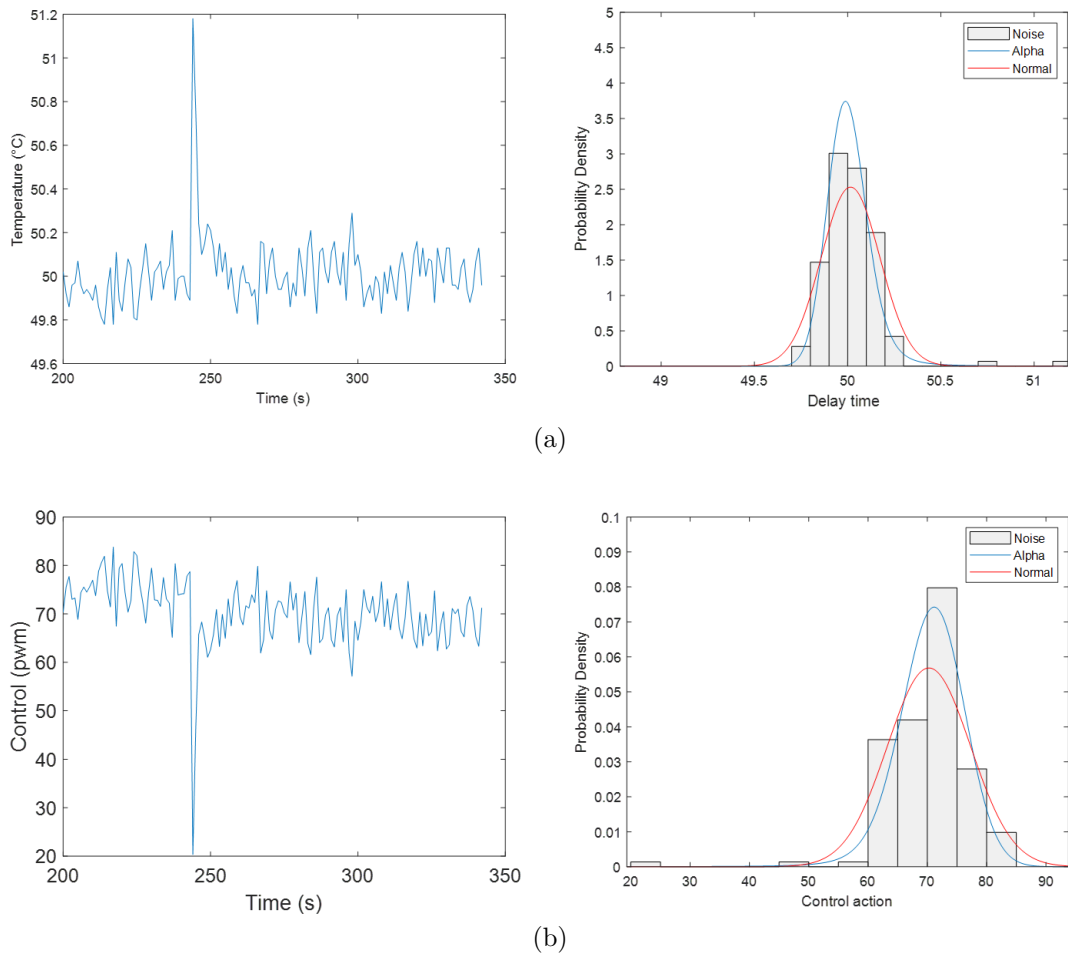 51.2
51
50.8
50.6
50.4
50.2
50
49.8
49.6
200 250 300 350
Temperature (°C)
Time (s)
5
4.5
4
3.5
3
2.5
2
1.5
1
0.5
0
49 49.5 50 50.5 51
Probability Density
Delay time
Noise
Alpha
Normal
(a)
90
80
70
60
50
40
30
20
200 250 300 350
Control (pwm)
Time (s)
0.1
0.09
0.08
0.07
0.06
0.05
0.04
0.03
0.02
0.01
0
20 30 40 50 60 70 80 90
Probability Density
Control action
Noise
Alpha
Normal
(b)